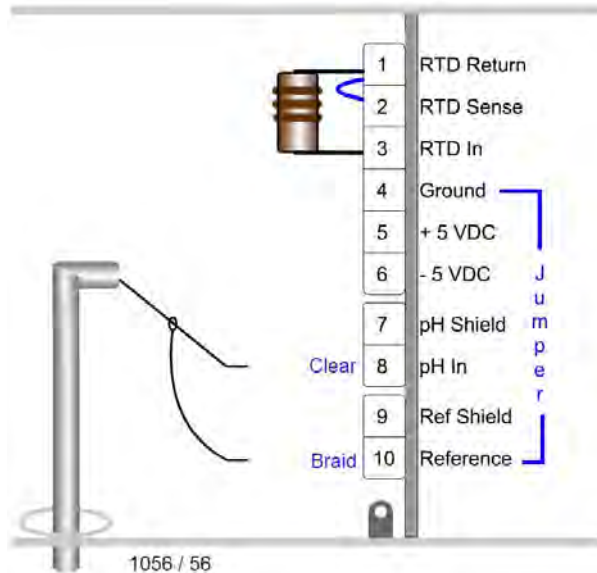 1 RTD Return
2 RTD Sense
3 RTD In
4 Ground
5 + 5 VDC
6 - 5 VDC
7 pH Shield
Clear 8 pH In
9 Ref Shield
Braid 10 Reference
Jumper
1056 / 56